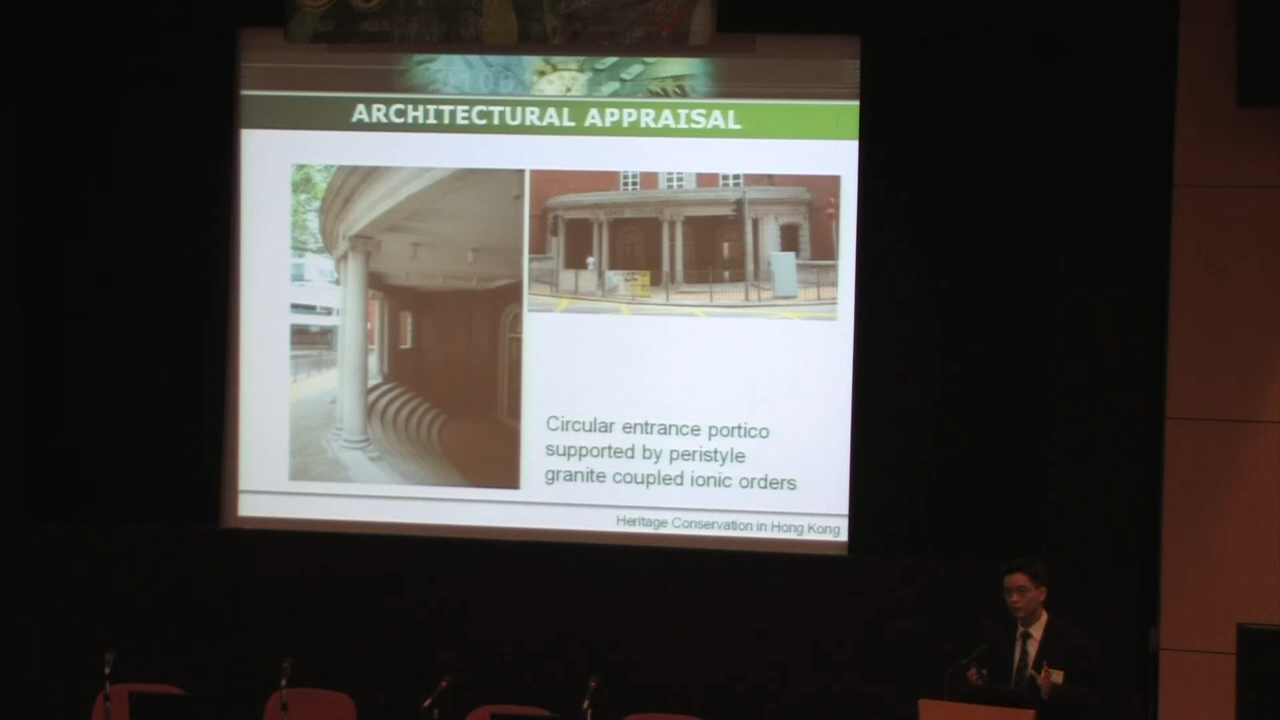 ARCHITECTURAL APPRAISAL
Circular entrance portico
supported by peristyle
granite coupled ionic orders
Heritage Conservation in Hong Kong